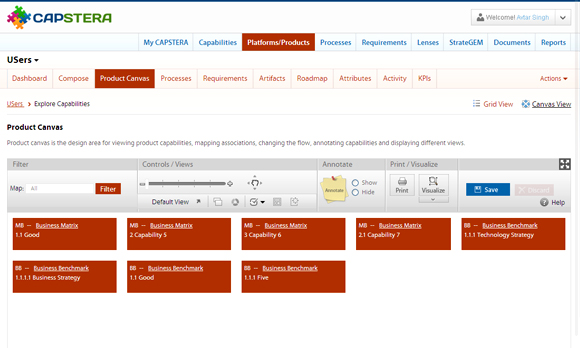 CAPSTERA
Welcome! Avtar Singh
My CAPSTERA Capabilities Platforms/Products Processes Requirements Lenses StrateGEM Documents Reports
USers
Dashboard Compose Product Canvas Processes Requirements Artifacts Roadmap Attributes Activity KPIs Actions
USers > Explore Capabilities Grid View Canvas View
Product Canvas
Product canvas is the design area for viewing product capabilities, mapping associations, changing the flow, annotating capabilities and displaying different views.
Filter Controls / Views Annotate Print / Visualize
Map: All Filter Annotate Show Hide Print Visualize Save Discard
Default View Help
MB — Business Matrix
1.1 Good
MB — Business Matrix
2 Capability 5
MB — Business Matrix
3 Capability 6
MB — Business Matrix
2.1 Capability 7
BB — Business Benchmark
1.1.1 Technology Strategy
BB — Business Benchmark
1.1.1.1 Business Strategy
BB — Business Benchmark
1.1 Good
BB — Business Benchmark
1.1.1 Five